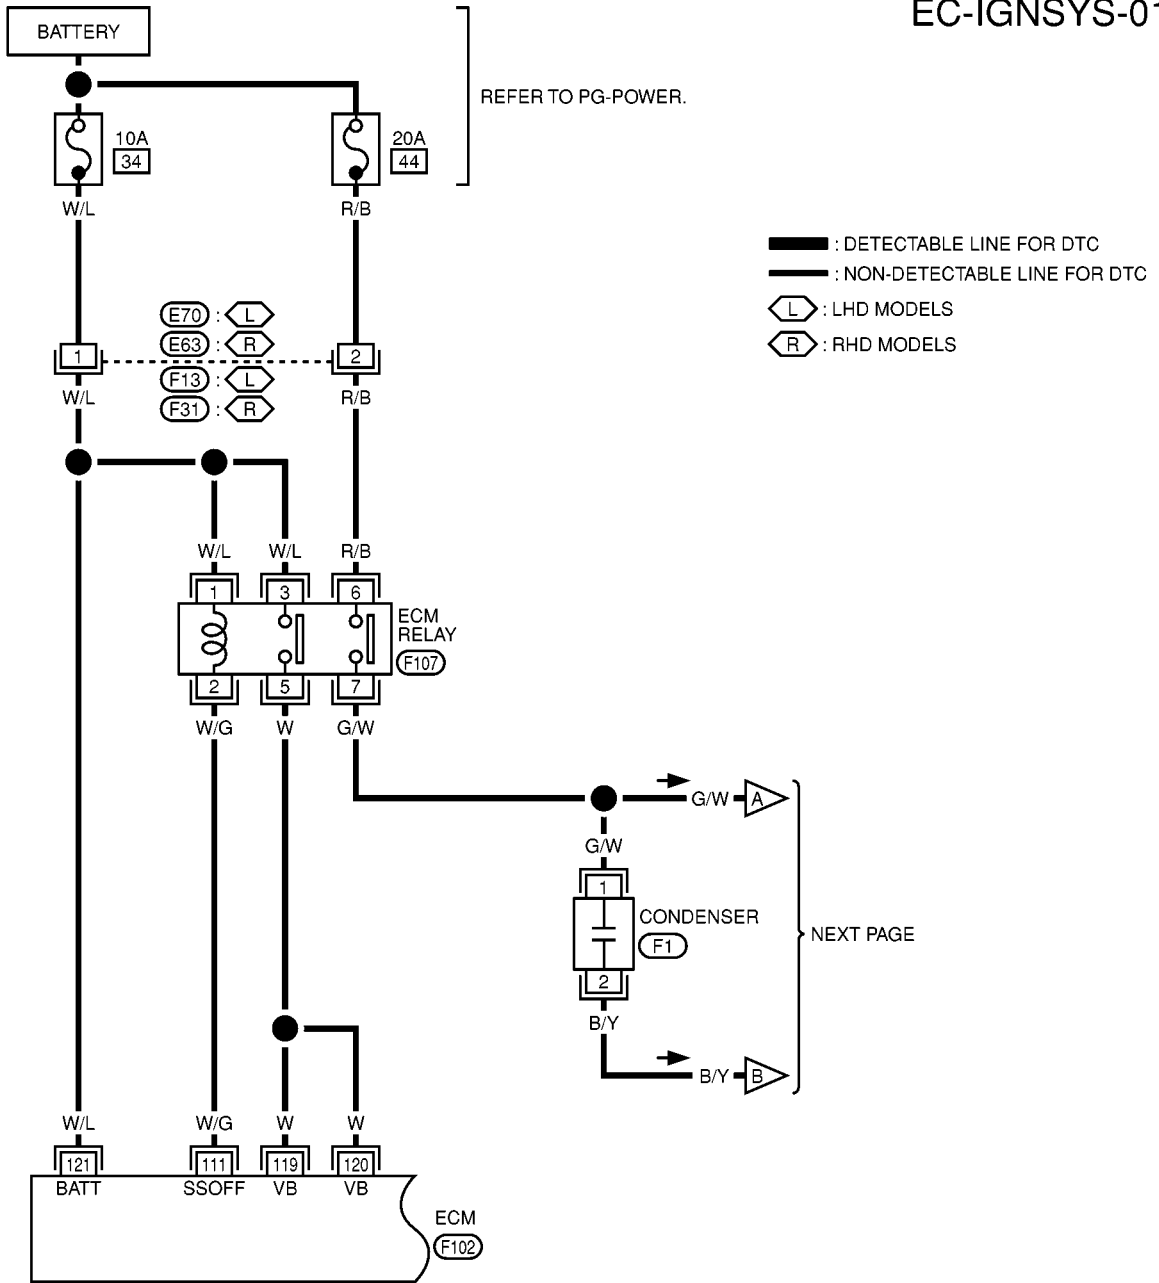 EC-IGNSYS-01
BATTERY
REFER TO PG-POWER.
10A
34
20A
44
W/L
R/B
: DETECTABLE LINE FOR DTC
: NON-DETECTABLE LINE FOR DTC
L : LHD MODELS
R : RHD MODELS
E70 : L
E63 : R
1
2
F13 : L
F31 : R
W/L
R/B
W/L
W/L
R/B
1
3
6
ECM
RELAY
F107
2
5
7
W/G
W
G/W
G/W
A
G/W
1
CONDENSER
F1
NEXT PAGE
2
B/Y
B/Y
B
W/L
W/G
W
W
121
111
119
120
BATT
SSOFF
VB
VB
ECM
F102